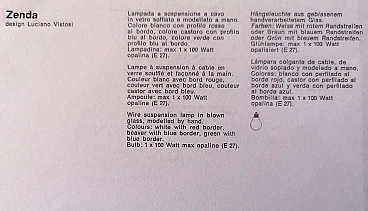 Zenda
design Luciano Vistosi
Lampada a sospensione a cavo
in vetro soffiato e modellato a mano.
Colore blanco con profilo rosso
al bordo, colore castoro con profilo
blu al bordo, colore verde con
profilo blu al bordo.
Lampadina: max 1 x 100 Watt
opalina (E 27).
Lampe à suspension à cable en
verre soufflé et façonné à la main.
Couleur blanc avec bord rouge,
couleur vert avec bord bleu, couleur
castor avec bord bleu.
Ampoule: max 1 x 100 Watt
opaline (E 27).
Wire suspension lamp in blown
glass, modelled by hand.
Colours: white with red border,
beaver with blue border, green with
blue border.
Bulb: 1 x 100 Watt max opaline (E 27).
Hängeleuchte aus geblasenem
handverarbeitetem Glas.
Farben: Weiss mit rotem Randstreifen
oder Braun mit blauem Randstreifen
oder Grün mit blauem Randstreifen.
Glühlampe: max 1 x 100 Watt
opalisiert (E 27).
Lámpara colgante de cable, de
vidrio soplado y modelado a mano.
Colores: blanco con perfilado al
borde rojo, castor con perfilado al
borde azul y verde con perfilado
al borde azul.
Bombilla: max 1 x 100 Watt
opalina (E 27).